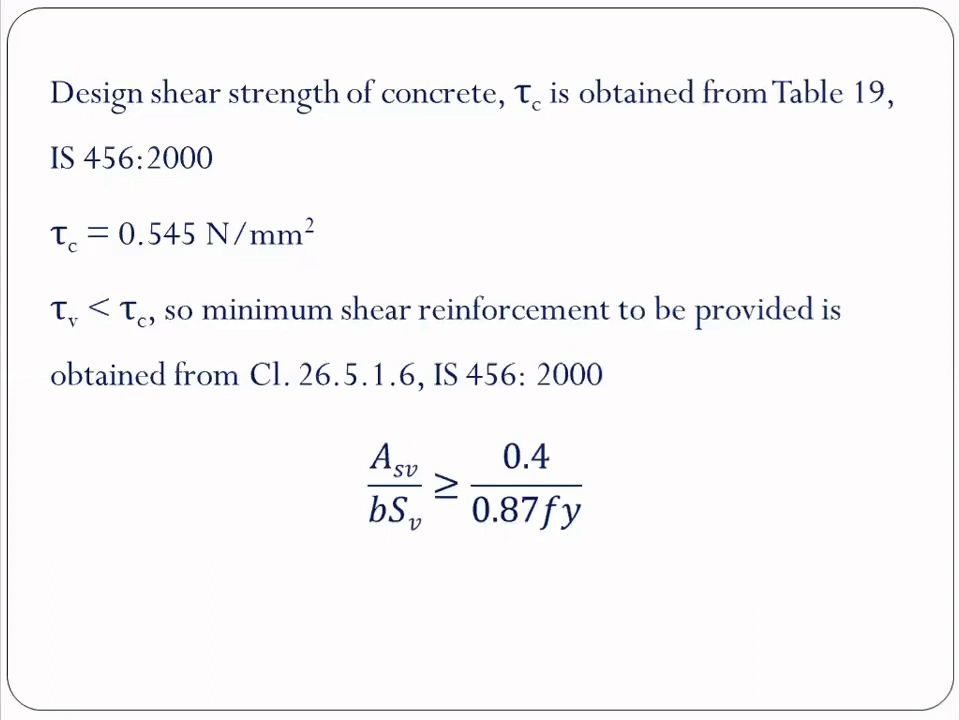 Design shear strength of concrete, τc is obtained from Table 19,
IS 456:2000
τc = 0.545 N/mm²
τv < τc, so minimum shear reinforcement to be provided is
obtained from Cl. 26.5.1.6, IS 456: 2000
Asv / bSv ≥ 0.4 / 0.87fy